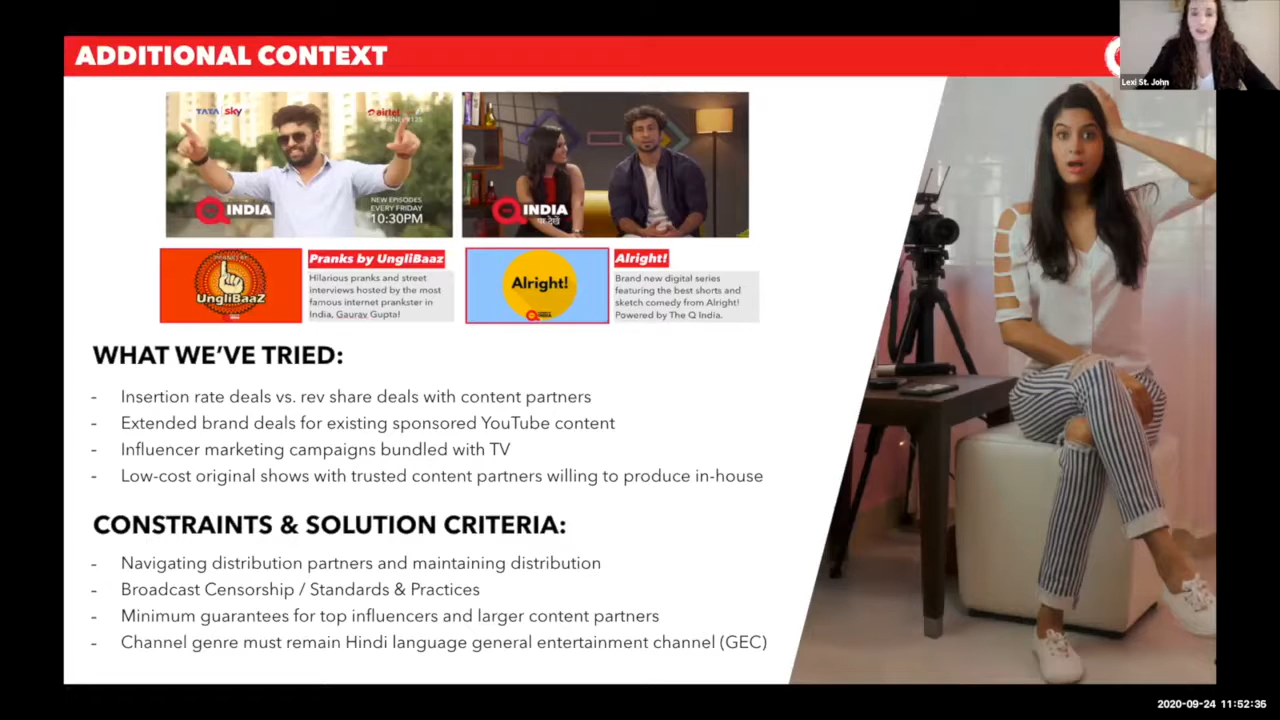 ADDITIONAL CONTEXT
Lexi St. John
TATA sky
airtel
INDIA
NEW EPISODES
EVERY FRIDAY
10:30PM
INDIA
पर देखें
UNGLIBAAZ
Pranks by UngliBaaz
Hilarious pranks and street
interviews hosted by the most
famous internet prankster in
India, Gaurav Gupta!
Alright!
Alright!
Brand new digital series
featuring the best shorts and
sketch comedy from Alright!
Powered by The Q India.
WHAT WE’VE TRIED:
- Insertion rate deals vs. rev share deals with content partners
- Extended brand deals for existing sponsored YouTube content
- Influencer marketing campaigns bundled with TV
- Low-cost original shows with trusted content partners willing to produce in-house
CONSTRAINTS & SOLUTION CRITERIA:
- Navigating distribution partners and maintaining distribution
- Broadcast Censorship / Standards & Practices
- Minimum guarantees for top influencers and larger content partners
- Channel genre must remain Hindi language general entertainment channel (GEC)
2020-09-24 11:52:36